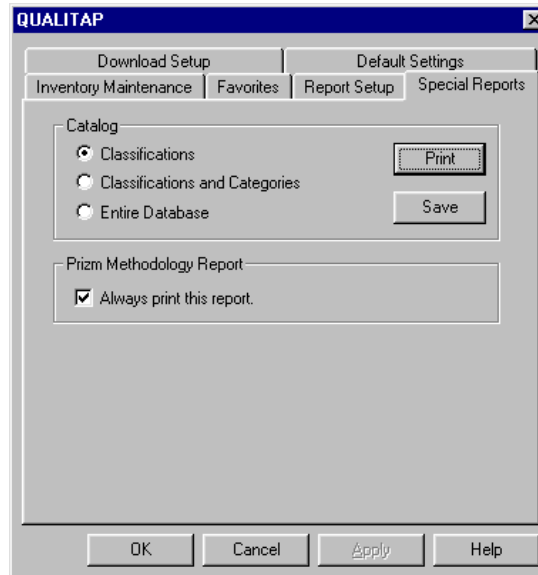 QUALITAP
Download Setup Default Settings
Inventory Maintenance Favorites Report Setup Special Reports
Catalog
Classifications
Print
Classifications and Categories
Entire Database
Save
Prizm Methodology Report
Always print this report.
OK Cancel Apply Help